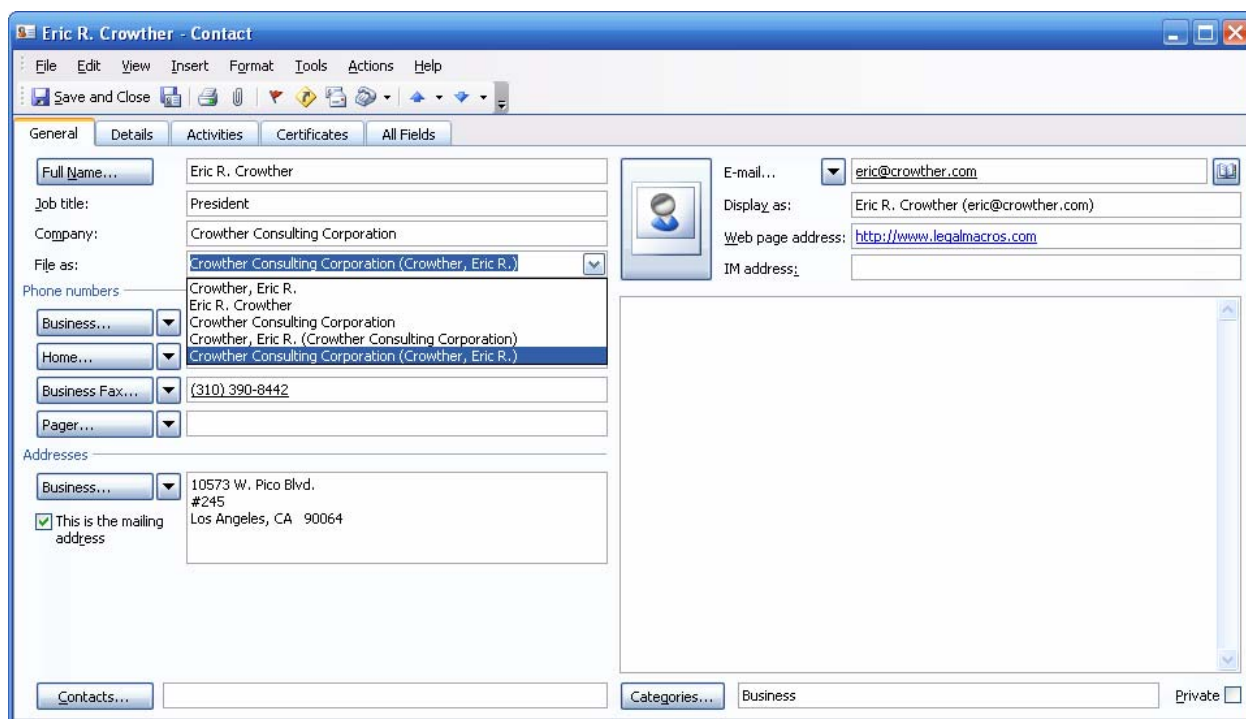 Eric R. Crowther - Contact
File Edit View Insert Format Tools Actions Help
Save and Close
General Details Activities Certificates All Fields
Full Name... Eric R. Crowther
Job title: President
Company: Crowther Consulting Corporation
File as: Crowther Consulting Corporation (Crowther, Eric R.)
Crowther, Eric R.
Eric R. Crowther
Crowther Consulting Corporation
Crowther, Eric R. (Crowther Consulting Corporation)
Crowther Consulting Corporation (Crowther, Eric R.)
Phone numbers
Business...
Home...
Business Fax... (310) 390-8442
Pager...
Addresses
Business... 10573 W. Pico Blvd.
#245
Los Angeles, CA 90064
This is the mailing
address
E-mail... eric@crowther.com
Display as: Eric R. Crowther (eric@crowther.com)
Web page address: http://www.legalmacros.com
IM address:
Contacts...
Categories... Business
Private